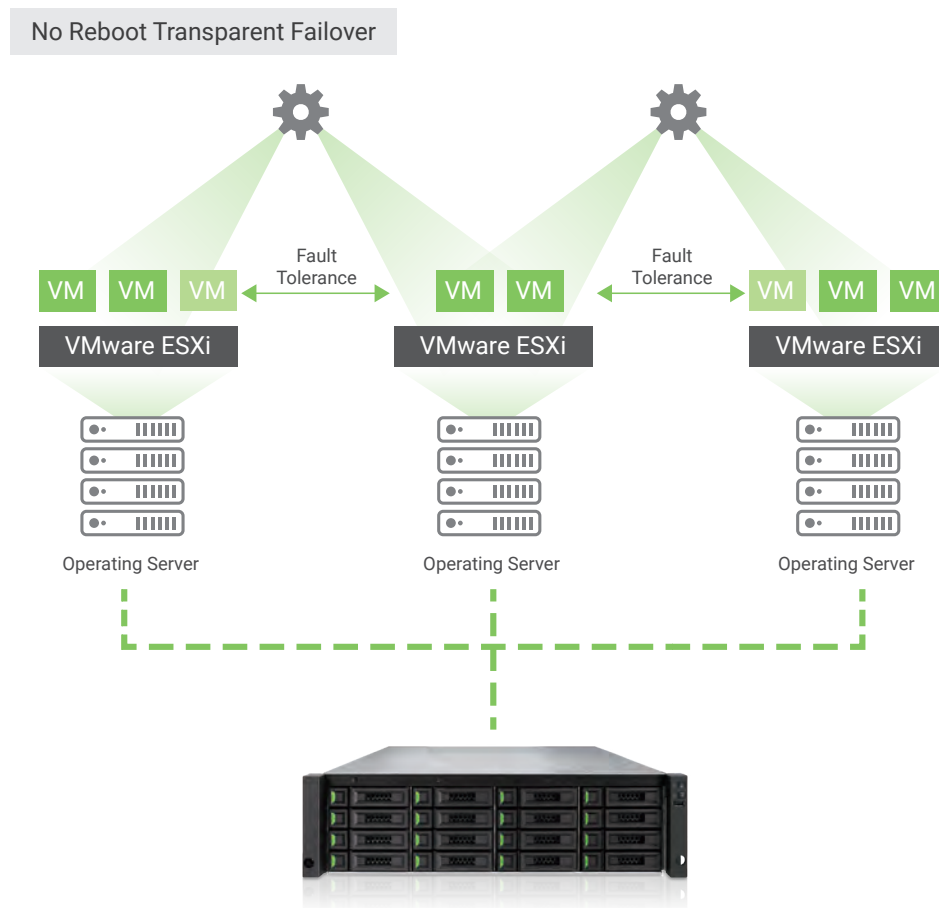 No Reboot Transparent Failover
Fault
Tolerance
Fault
Tolerance
VM VM VM
VM VM
VM VM VM
VMware ESXi
VMware ESXi
VMware ESXi
Operating Server
Operating Server
Operating Server